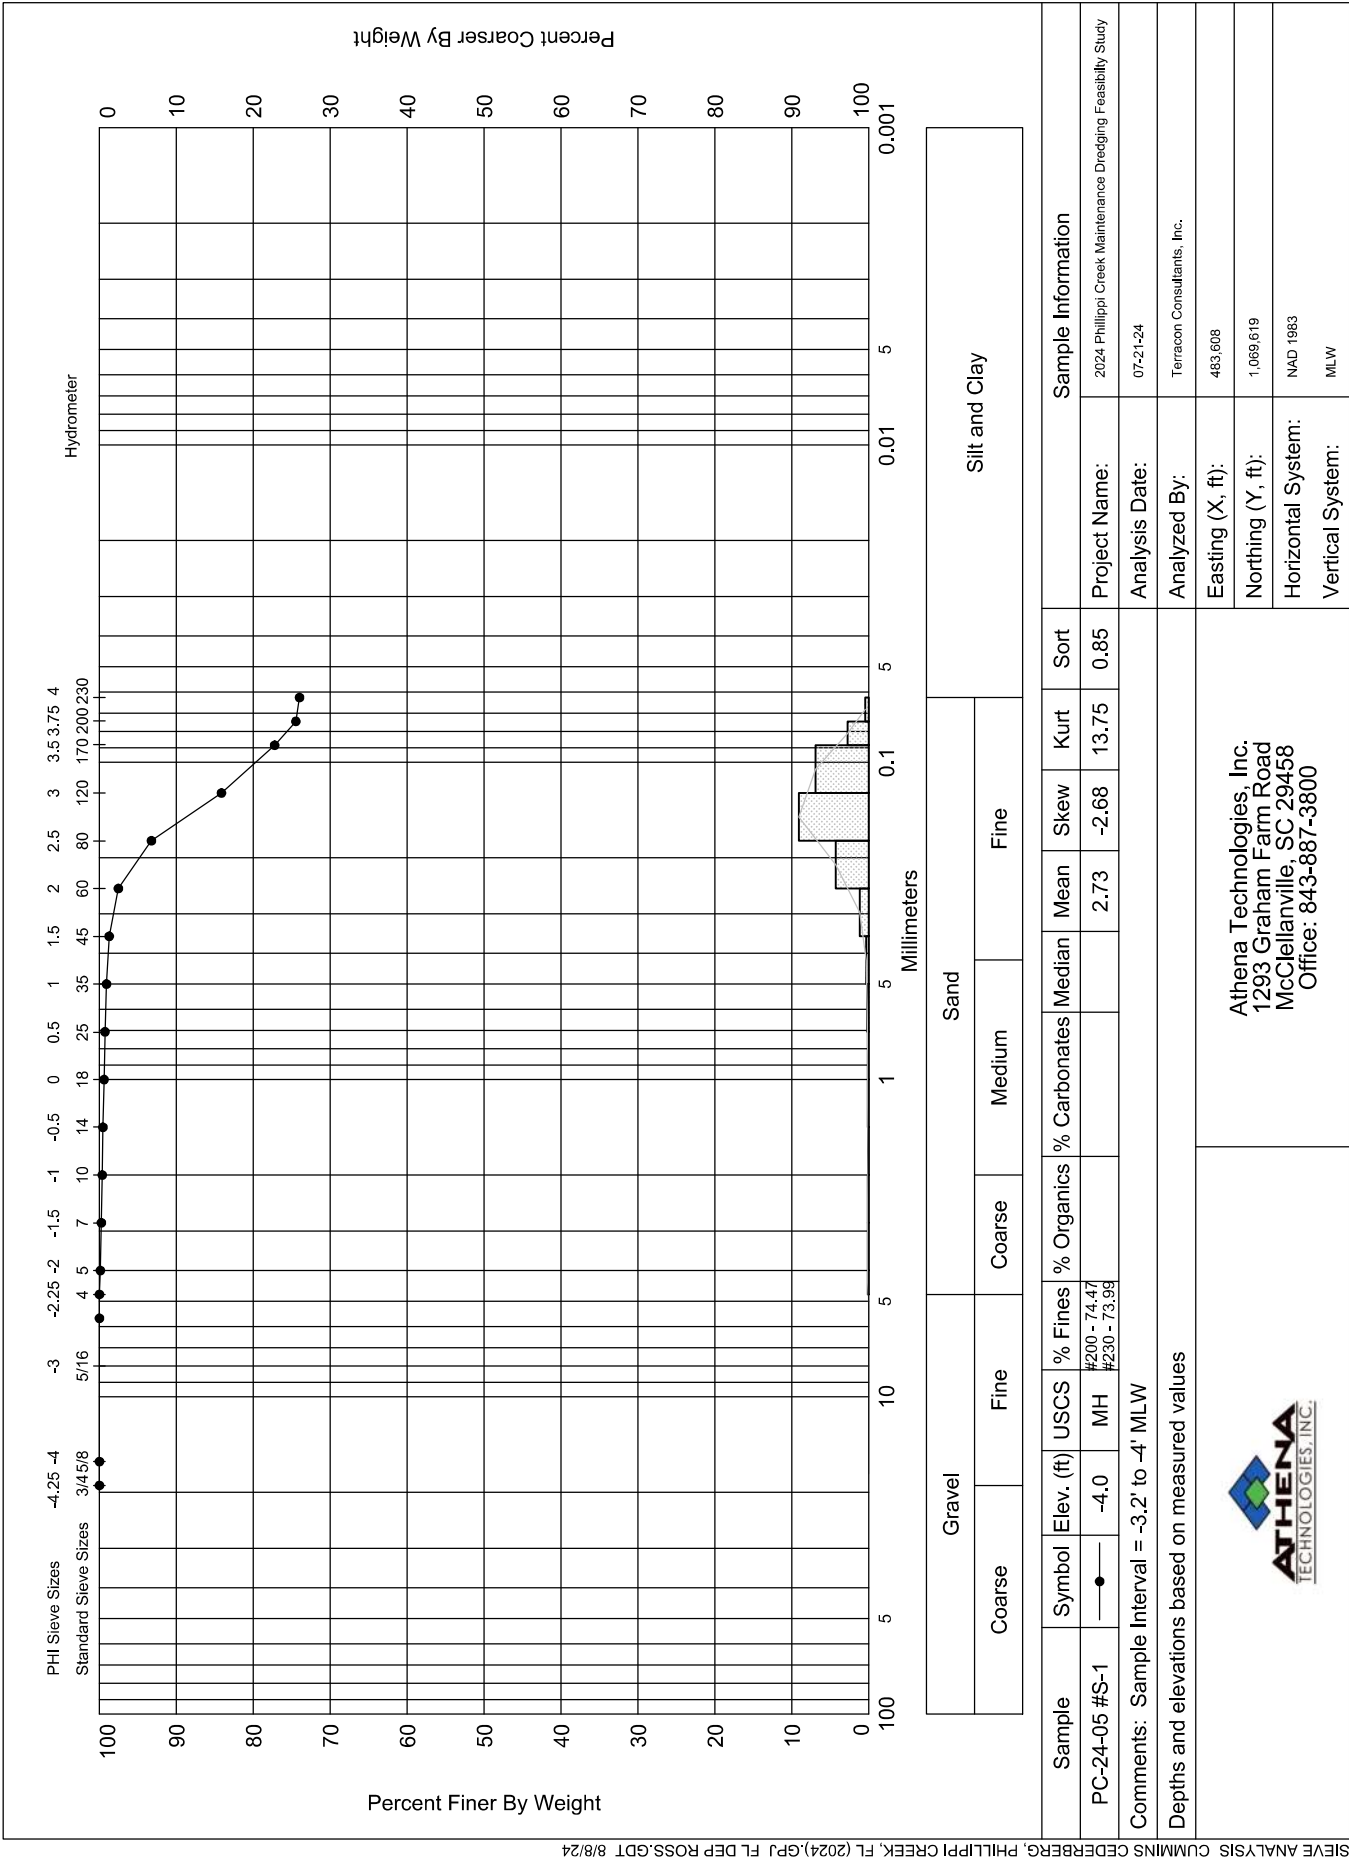 PHI Sieve Sizes -4.25 -4 -3 -2.25 -2 -1.5 -1 -0.5 0 0.5 1 1.5 2 2.5 3 3.5 3.75 4
Standard Sieve Sizes 3/4 5/8 5/16 4 5 7 10 14 18 25 35 45 60 80 120 170 200 230
Hydrometer
Percent Finer By Weight
100
90
80
70
60
50
40
30
20
10
0
Percent Coarser By Weight
0
10
20
30
40
50
60
70
80
90
100
100 5 10 5 1 5 0.1 5 0.01 5 0.001
Millimeters
Gravel Sand Silt and Clay
Coarse Fine Coarse Medium Fine
Sample Symbol Elev. (ft) USCS % Fines % Organics % Carbonates Median Mean Skew Kurt Sort
PC-24-05 #S-1 -4.0 MH #200 - 74.47 2.73 -2.68 13.75 0.85
#230 - 73.99
Comments: Sample Interval = -3.2' to -4' MLW
Depths and elevations based on measured values
Sample Information
Project Name: 2024 Phillippi Creek Maintenance Dredging Feasibilty Study
Analysis Date: 07-21-24
Analyzed By: Terracon Consultants, Inc.
Easting (X, ft): 483,608
Northing (Y, ft): 1,069,619
Horizontal System: NAD 1983
Vertical System: MLW
ATHENA
TECHNOLOGIES, INC.
Athena Technologies, Inc.
1293 Graham Farm Road
McClellanville, SC 29458
Office: 843-887-3800
SIEVE ANALYSIS CUMMINS CEDERBERG, PHILLIPPI CREEK, FL (2024).GPJ FL DEP ROSS.GDT 8/8/24